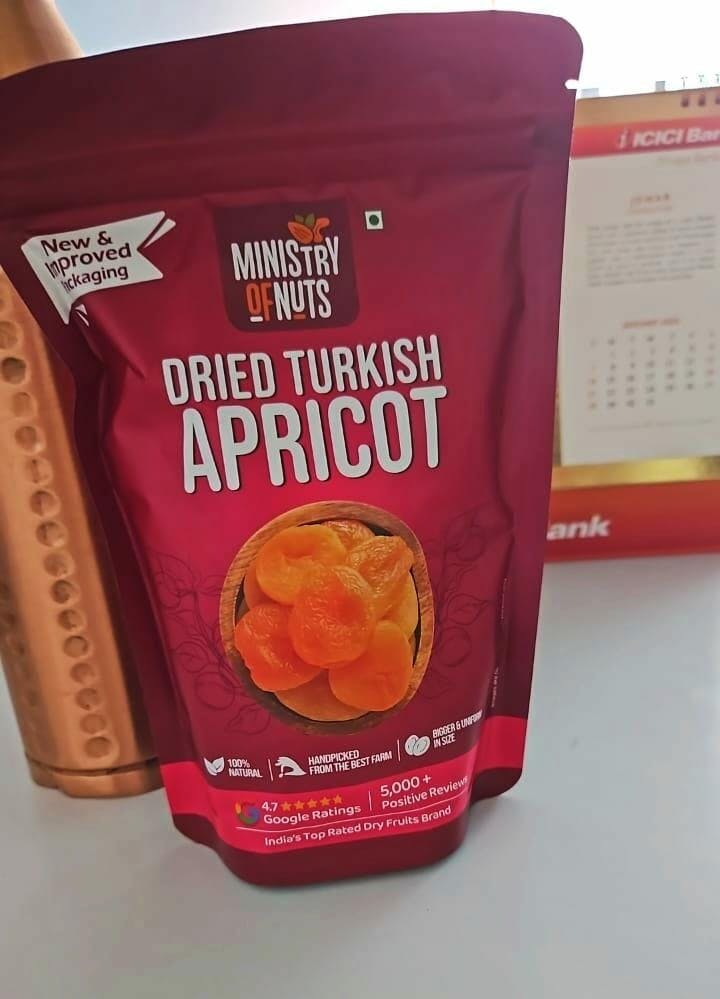 New &
Improved
Packaging
MINISTRY
OF NUTS
DRIED TURKISH
APRICOT
100%
NATURAL
HANDPICKED
FROM THE BEST FARM
BIGGER & UNIFORM
IN SIZE
4.7
Google Ratings
5,000 +
Positive Reviews
India's Top Rated Dry Fruits Brand
ICICI Ban
ank